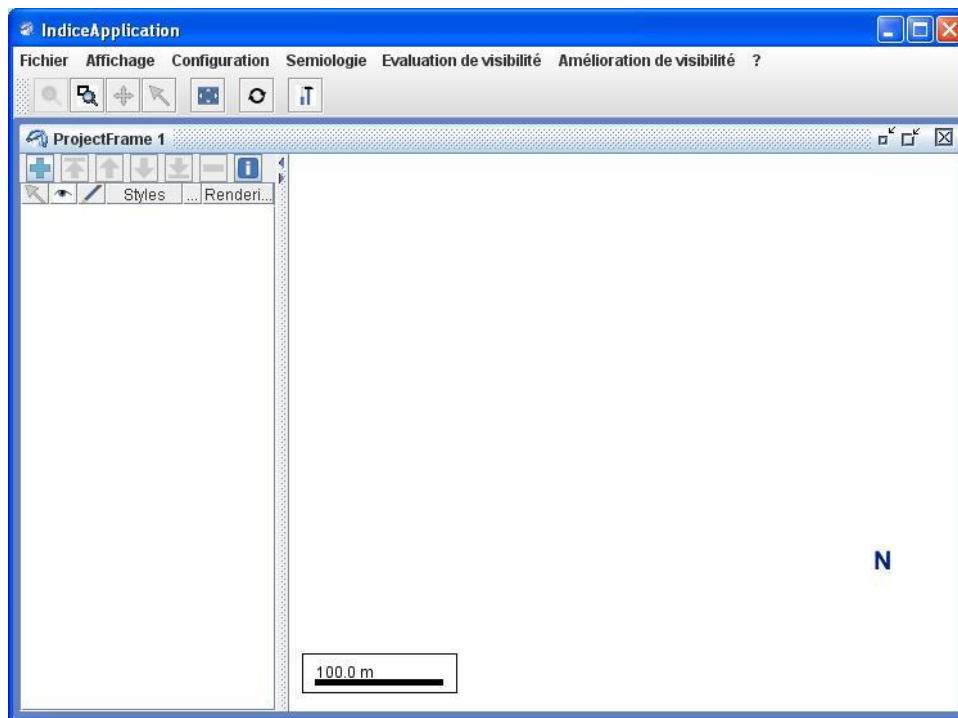 IndiceApplication
Fichier Affichage Configuration Semiologie Evaluation de visibilité Amélioration de visibilité ?
ProjectFrame 1
i
Styles ... Renderi...
N
100.0 m